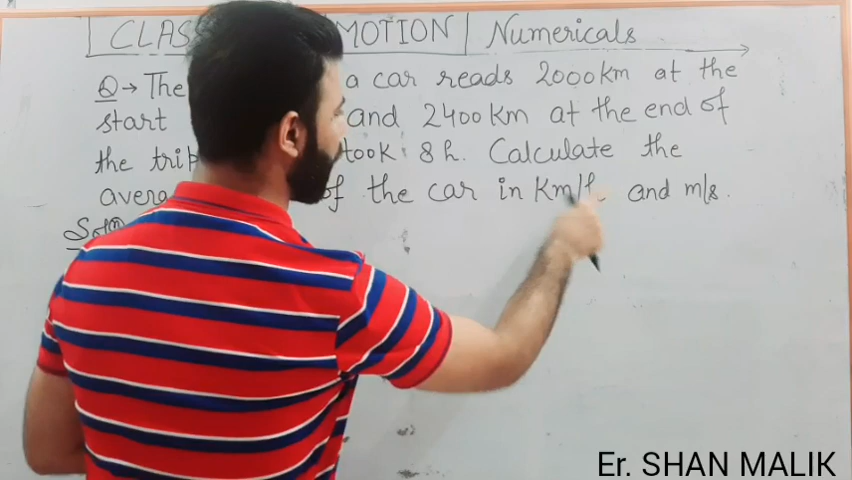 CLASS MOTION Numericals
Q→ The a car reads 2000km at the
start and 2400km at the end of
the trip took 8h. Calculate the
of the car in Km/h and m/s.
Soln
Er. SHAN MALIK